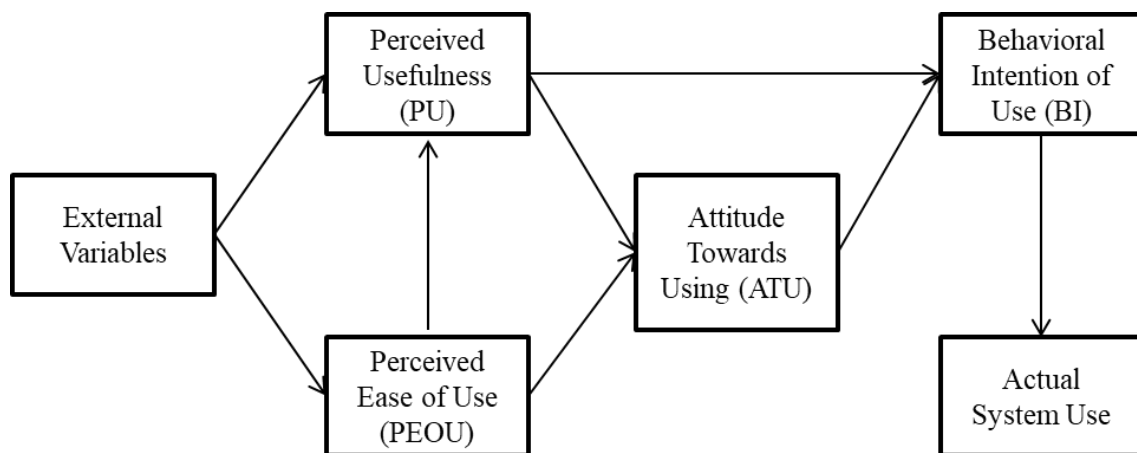 Perceived
Usefulness
(PU)
Behavioral
Intention of
Use (BI)
External
Variables
Attitude
Towards
Using (ATU)
Perceived
Ease of Use
(PEOU)
Actual
System Use